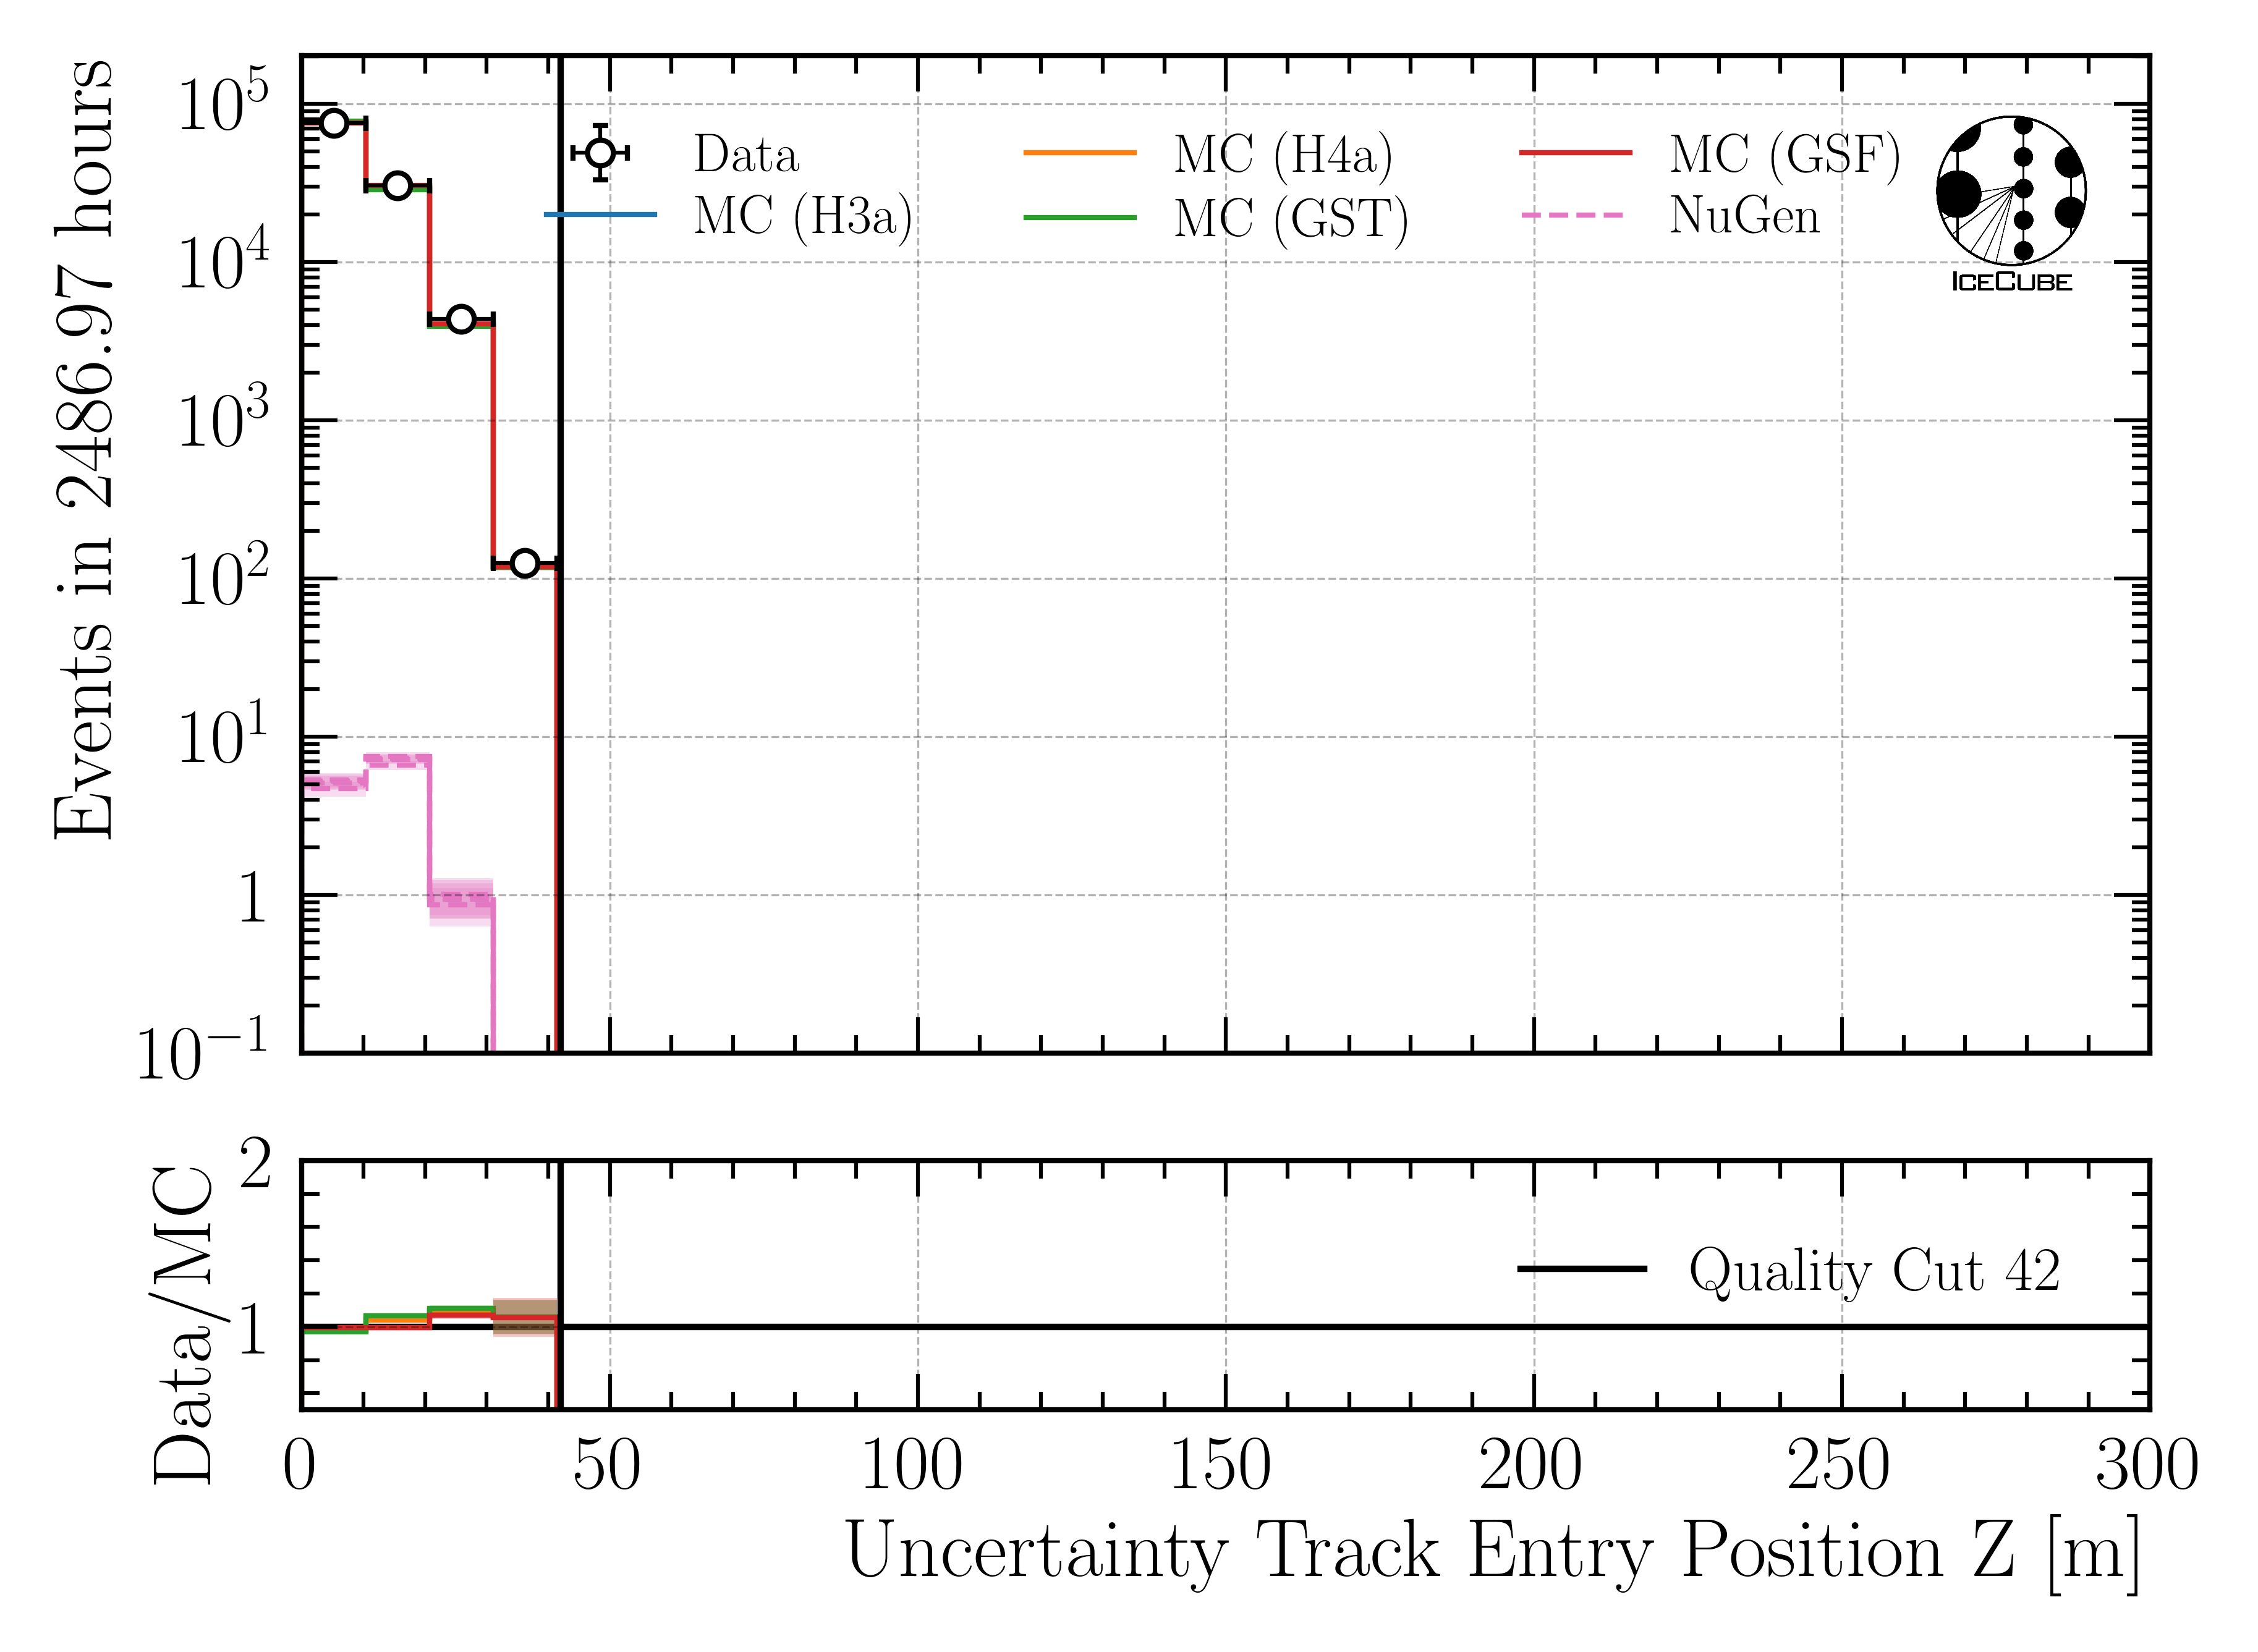 Events in 2486.97 hours
10^5
10^4
10^3
10^2
10^1
1
10^−1
Data
MC (H3a)
MC (H4a)
MC (GST)
MC (GSF)
NuGen
ICECUBE
Data/MC
2
1
Quality Cut 42
0 50 100 150 200 250 300
Uncertainty Track Entry Position Z [m]